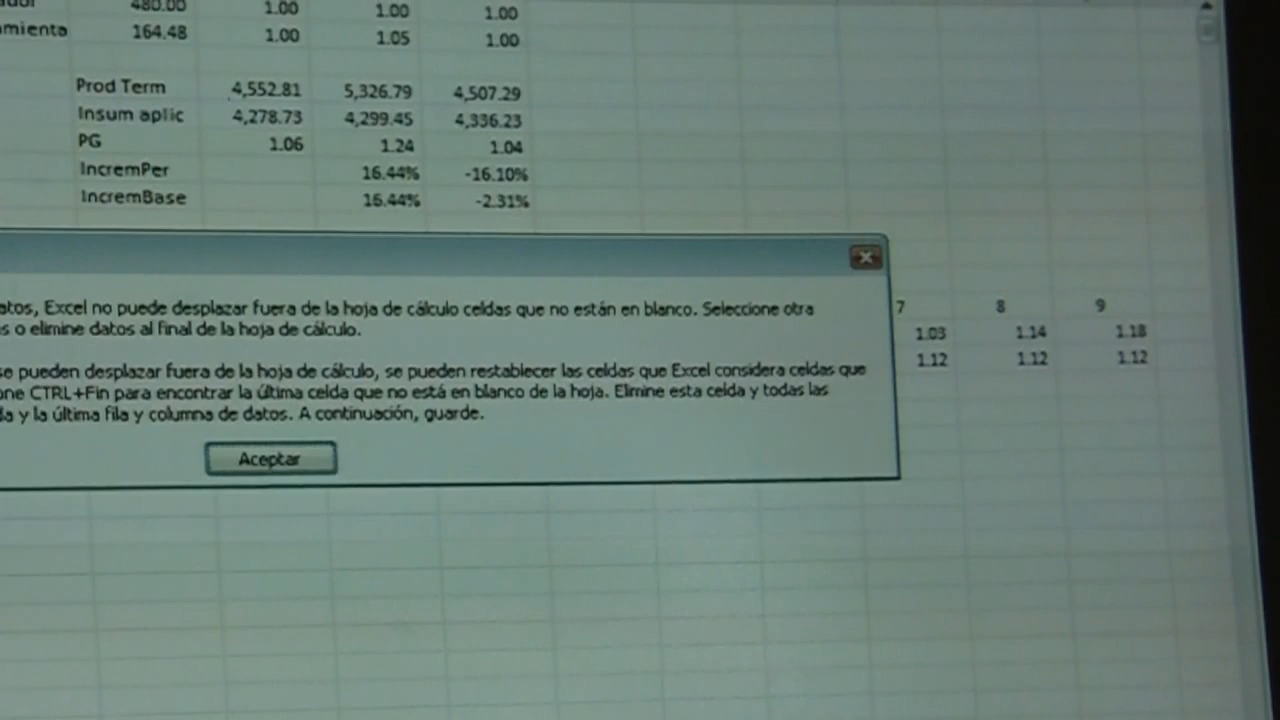 480.00 1.00 1.00 1.00
amiento 164.48 1.00 1.05 1.00
Prod Term 4,552.81 5,326.79 4,507.29
Insum aplic 4,278.73 4,299.45 4,336.23
PG 1.06 1.24 1.04
IncremPer 16.44% -16.10%
IncremBase 16.44% -2.31%
atos, Excel no puede desplazar fuera de la hoja de cálculo celdas que no están en blanco. Seleccione otra
s o elimine datos al final de la hoja de cálculo.
se pueden desplazar fuera de la hoja de cálculo, se pueden restablecer las celdas que Excel considera celdas que
one CTRL+Fin para encontrar la última celda que no está en blanco de la hoja. Elimine esta celda y todas las
da y la última fila y columna de datos. A continuación, guarde.
Aceptar
7 8 9
1.03 1.14 1.18
1.12 1.12 1.12